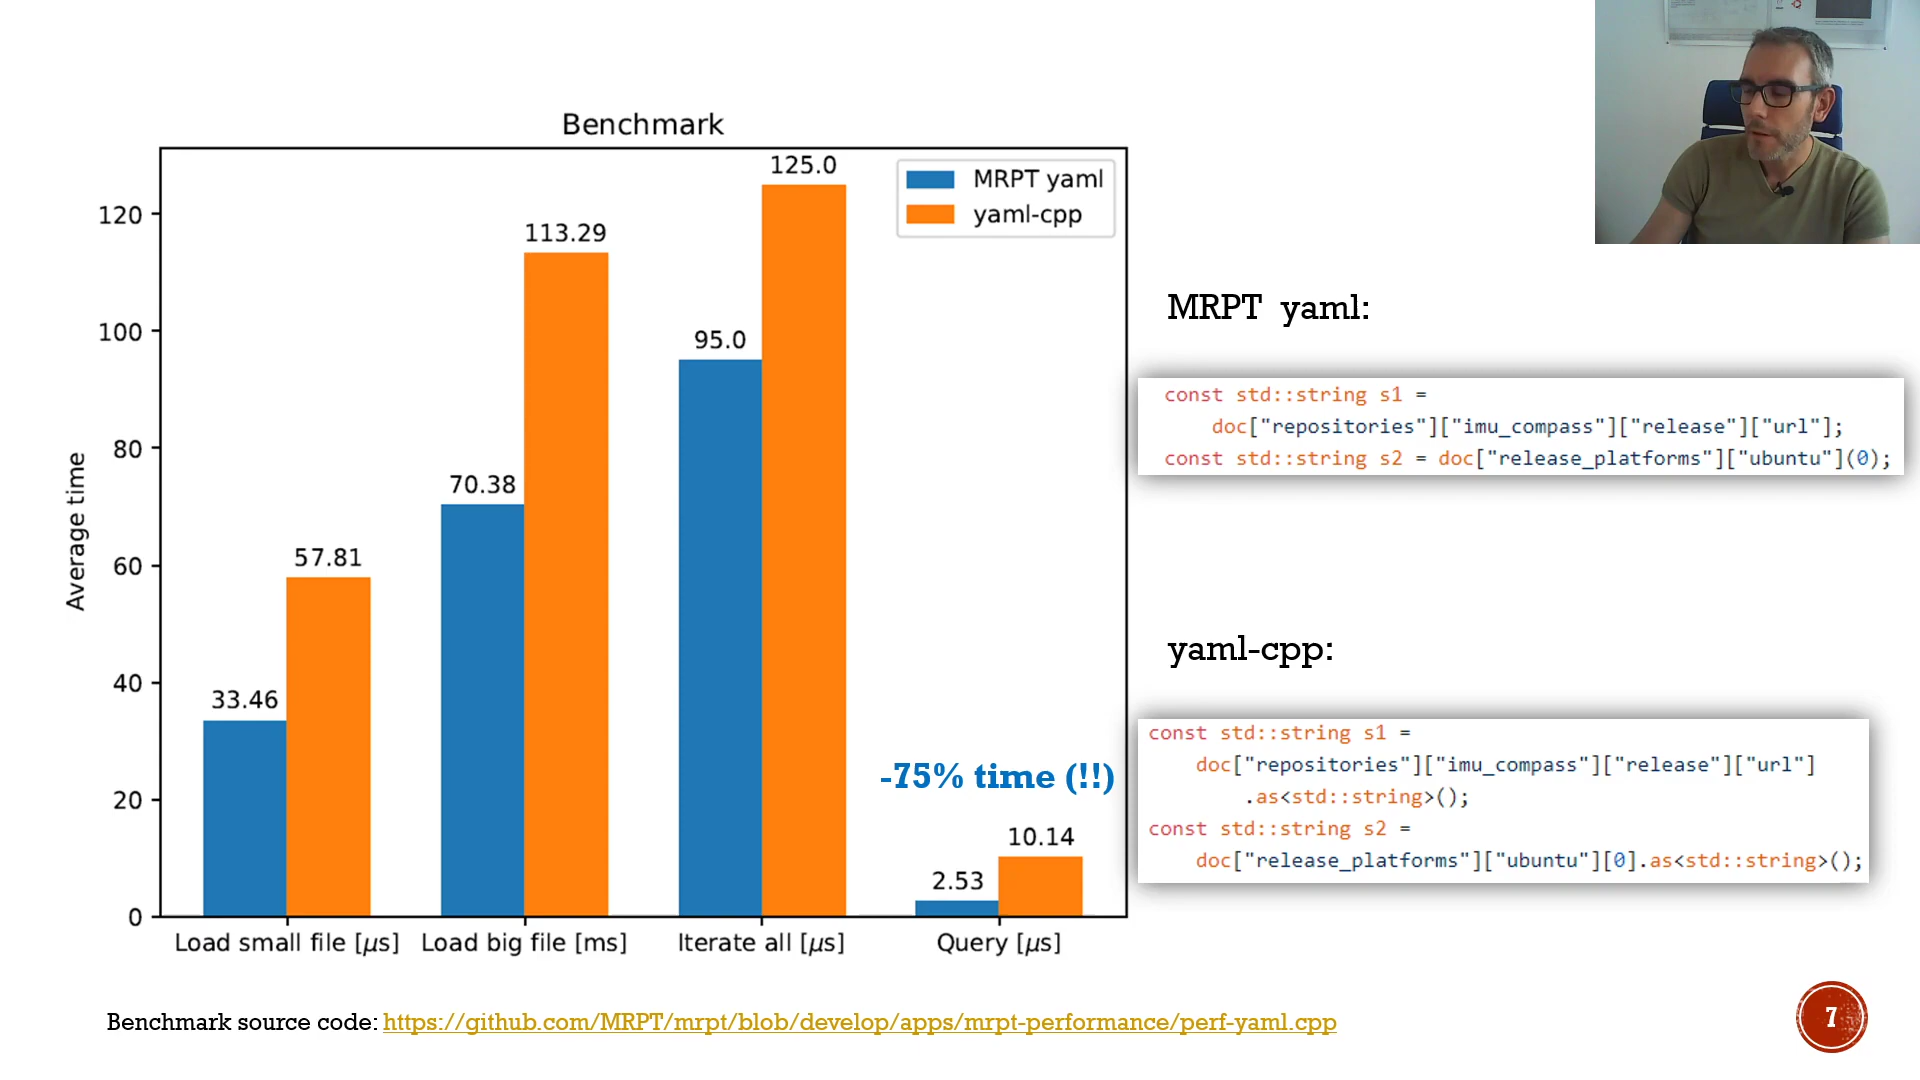 Benchmark
125.0
MRPT yaml
yaml-cpp
120
113.29
100
95.0
80
70.38
60
57.81
40
33.46
20
-75% time (!!)
10.14
2.53
0
Average time
Load small file [μs]
Load big file [ms]
Iterate all [μs]
Query [μs]
MRPT yaml:
const std::string s1 =
doc["repositories"]["imu_compass"]["release"]["url"];
const std::string s2 = doc["release_platforms"]["ubuntu"](0);
yaml-cpp:
const std::string s1 =
doc["repositories"]["imu_compass"]["release"]["url"]
.as<std::string>();
const std::string s2 =
doc["release_platforms"]["ubuntu"][0].as<std::string>();
Benchmark source code: https://github.com/MRPT/mrpt/blob/develop/apps/mrpt-performance/perf-yaml.cpp
7